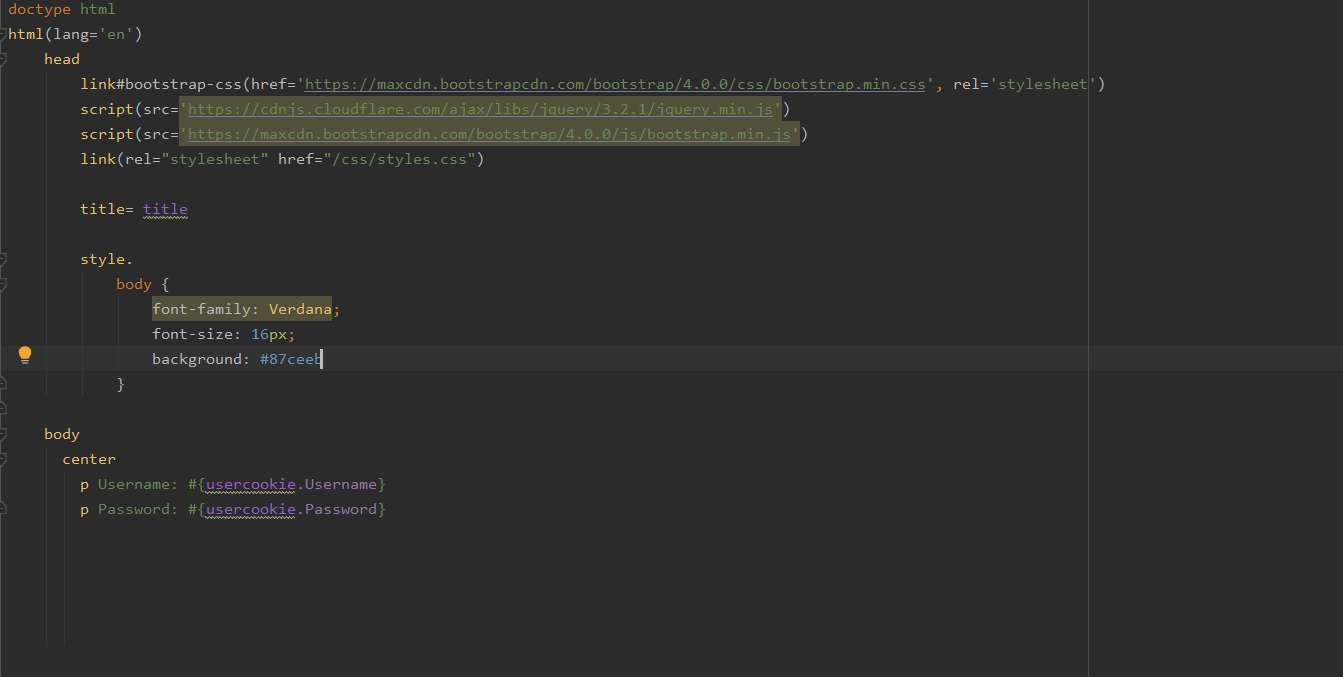 doctype html
html(lang='en')
head
link#bootstrap-css(href='https://maxcdn.bootstrapcdn.com/bootstrap/4.0.0/css/bootstrap.min.css', rel='stylesheet')
script(src='https://cdnjs.cloudflare.com/ajax/libs/jquery/3.2.1/jquery.min.js')
script(src='https://maxcdn.bootstrapcdn.com/bootstrap/4.0.0/js/bootstrap.min.js')
link(rel="stylesheet" href="/css/styles.css")
title= title
style.
body {
font-family: Verdana;
font-size: 16px;
background: #87ceeb
}
body
center
p Username: #{usercookie.Username}
p Password: #{usercookie.Password}